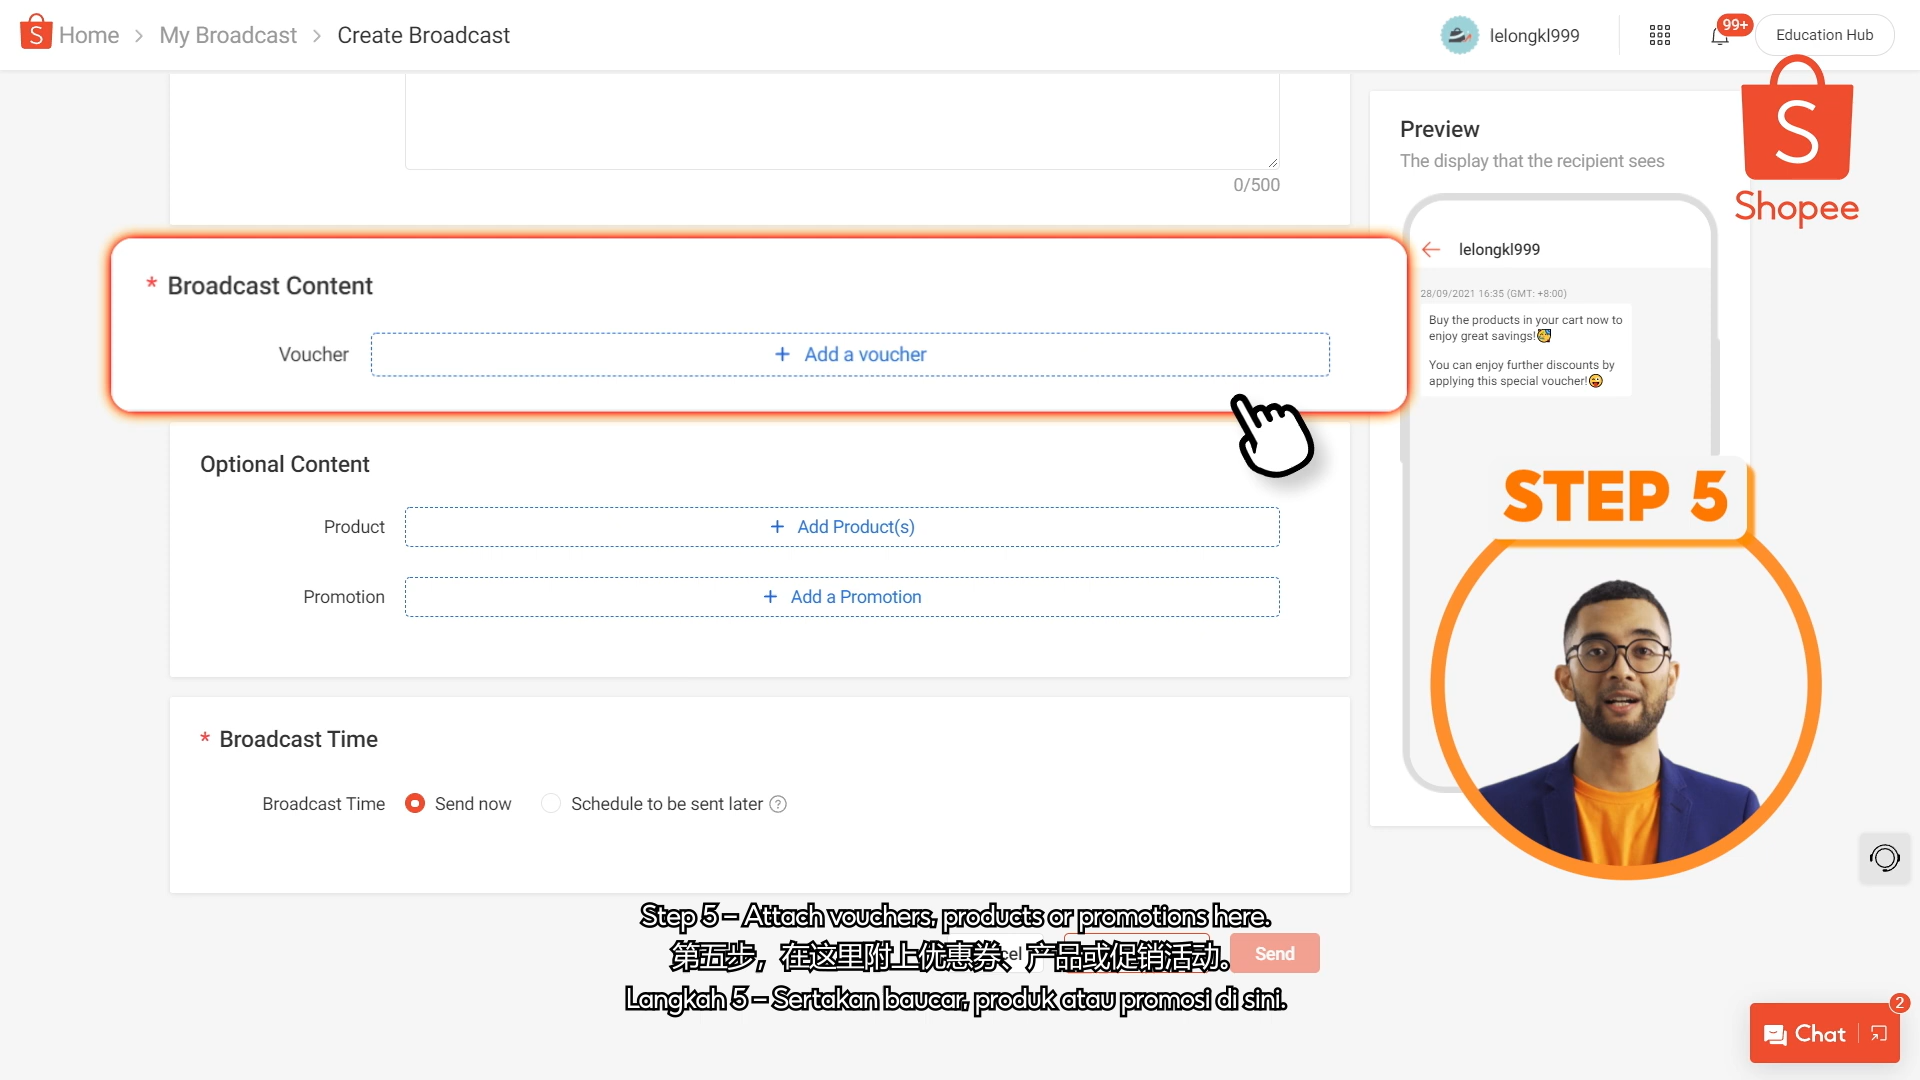 Home > My Broadcast > Create Broadcast
lelongkl999
99+
Education Hub
Shopee
0/500
Preview
The display that the recipient sees
lelongkl999
28/09/2021 16:35 (GMT: +8:00)
Buy the products in your cart now to
enjoy great savings!😅
You can enjoy further discounts by
applying this special voucher!😜
* Broadcast Content
Voucher
+ Add a voucher
Optional Content
Product
+ Add Product(s)
Promotion
+ Add a Promotion
STEP 5
* Broadcast Time
Broadcast Time
Send now
Schedule to be sent later ?
Send
Step 5 – Attach vouchers, products or promotions here.
第五步，在这里附上优惠券、产品或促销活动。
Langkah 5 – Sertakan baucar, produk atau promosi di sini.
Chat
2